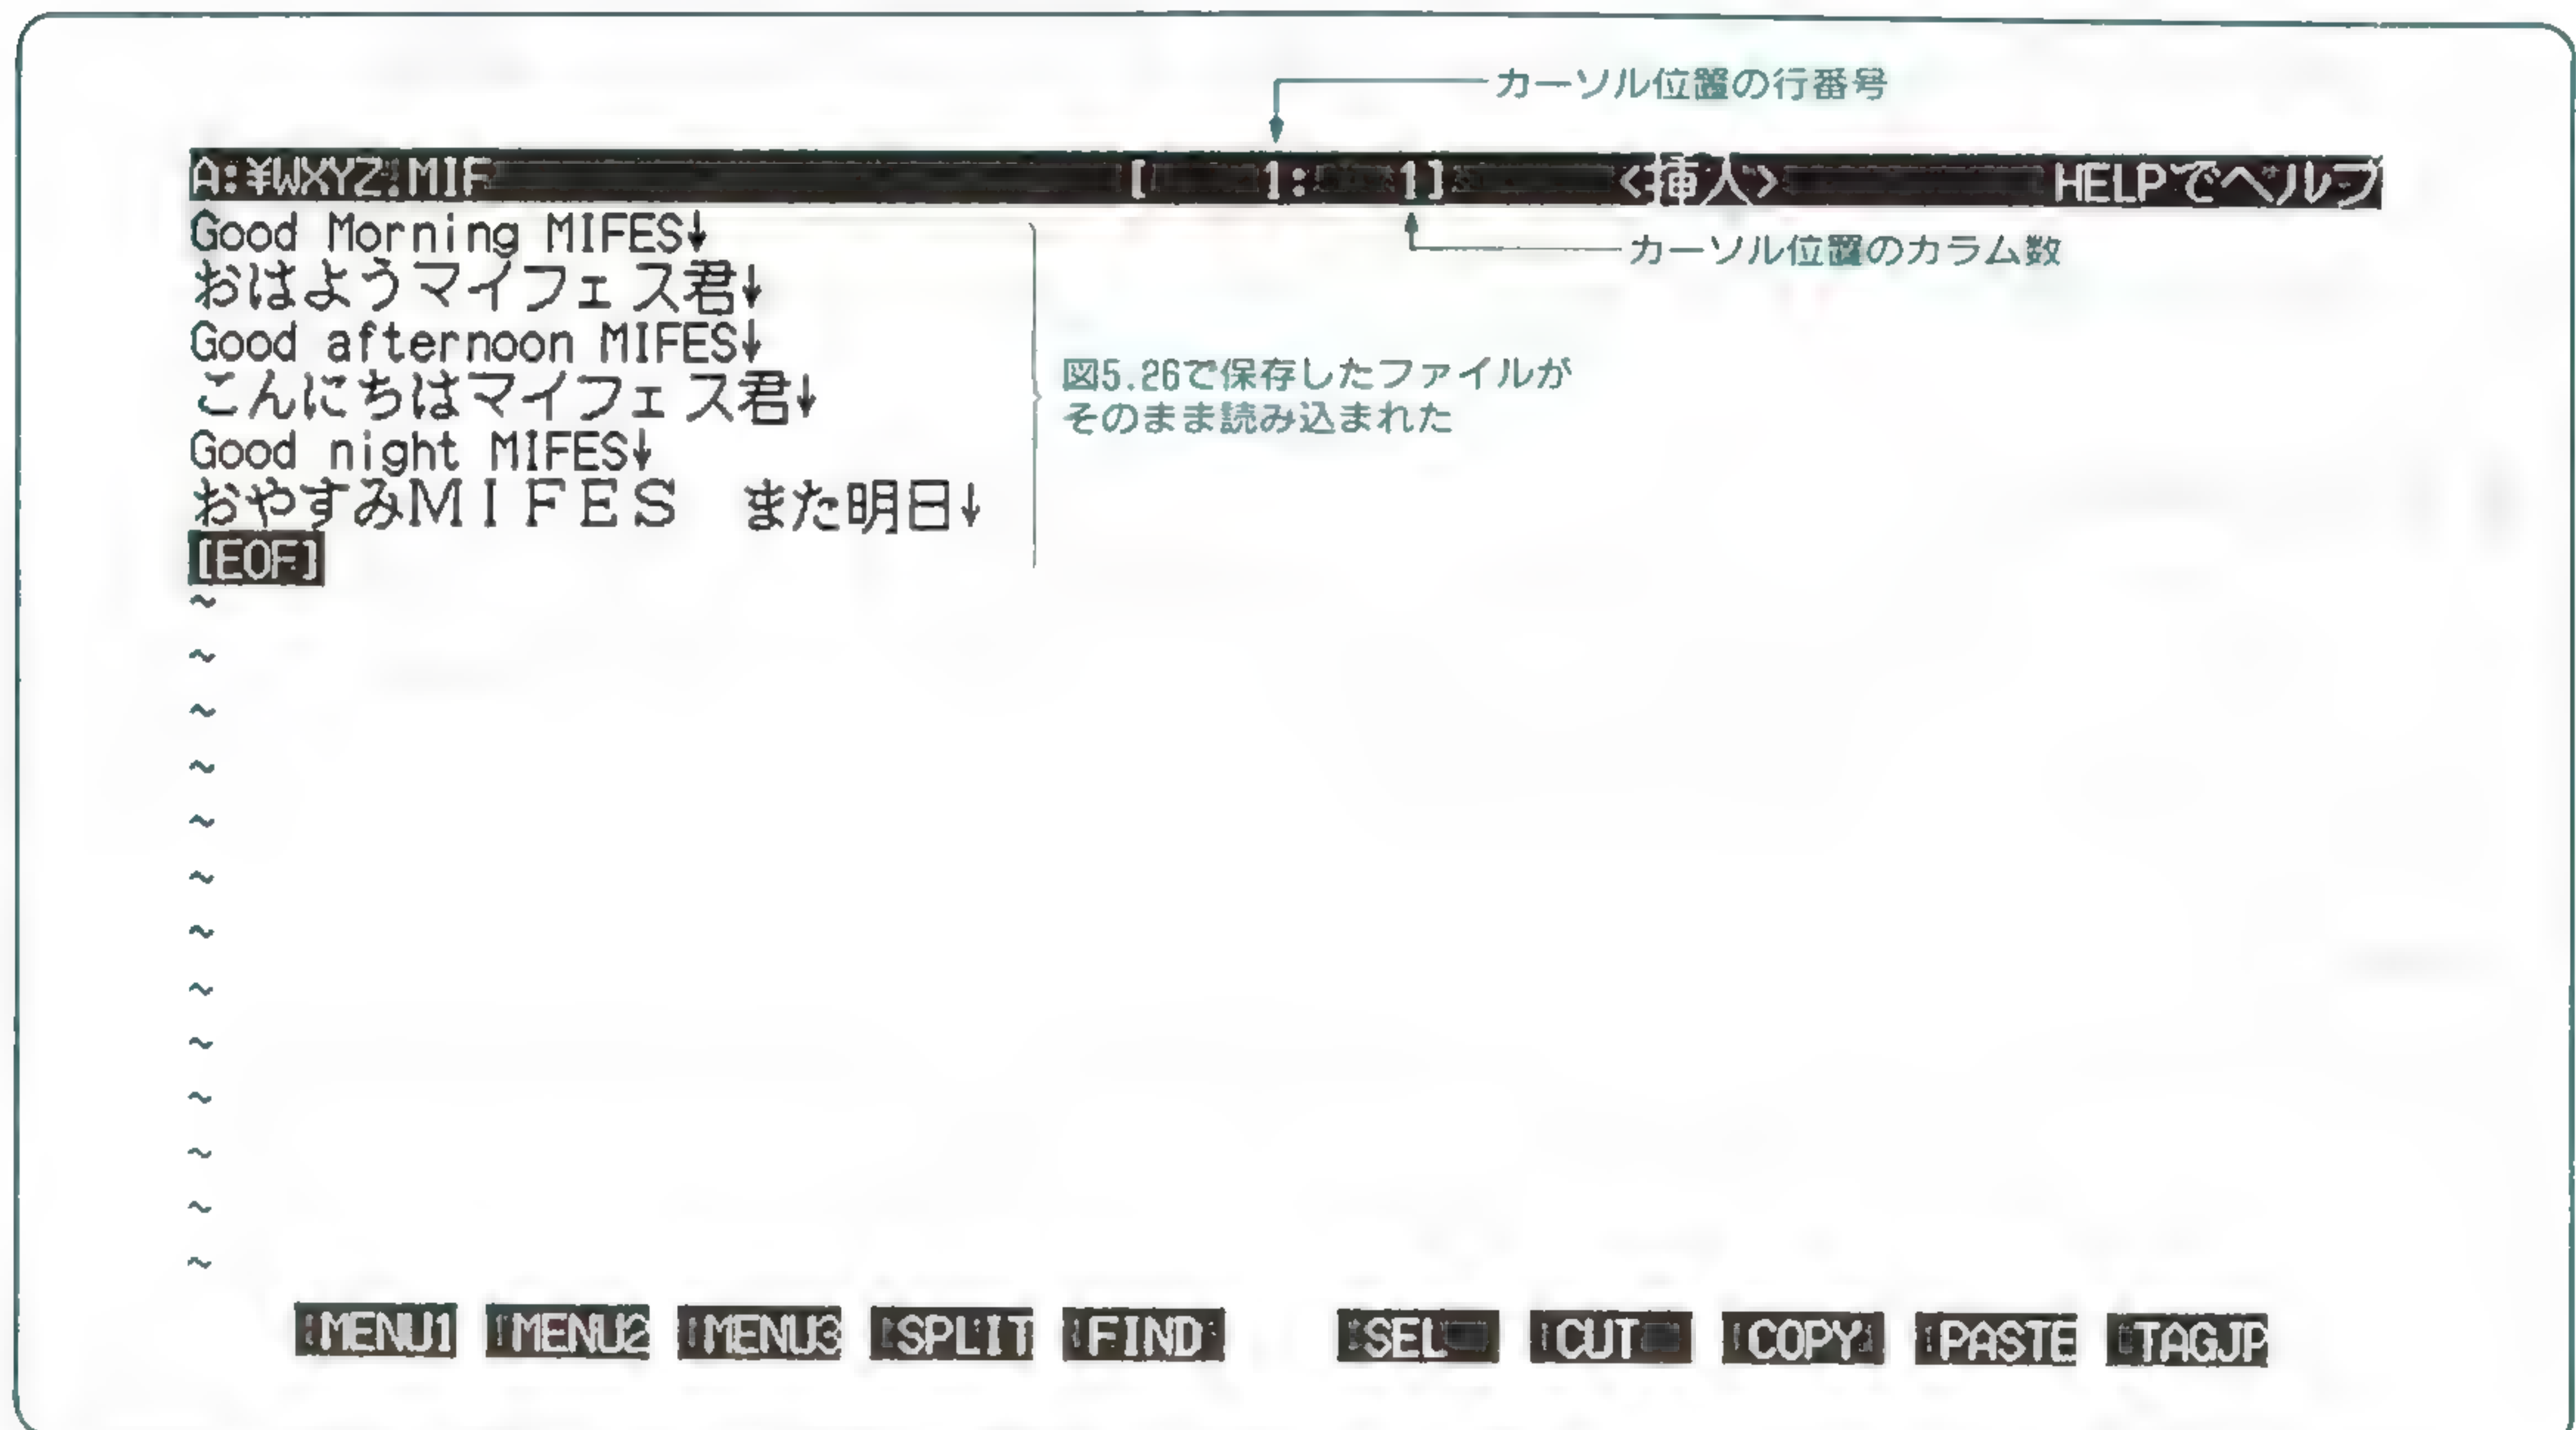 カーソル位置の行番号
A:¥WXYZ.MIF [ 1: 1] <挿入> HELPでヘルプ
カーソル位置のカラム数
Good Morning MIFES↓
おはようマイフェス君↓
Good afternoon MIFES↓
こんにちはマイフェス君↓
Good night MIFES↓
おやすみＭＩＦＥＳ　また明日↓
[EOF]
図5.26で保存したファイルが
そのまま読み込まれた
~
~
~
~
~
~
~
~
~
~
~
~
~
MENU1 MENU2 MENU3 SPLIT FIND SEL CUT COPY PASTE TAGJP